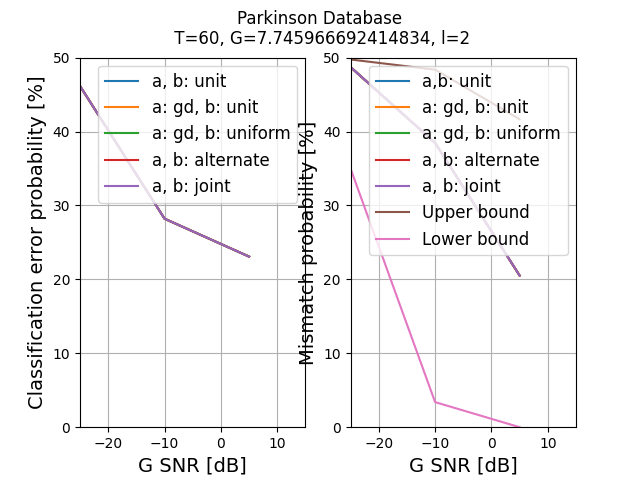 Parkinson Database
T=60, G=7.745966692414834, l=2
Classification error probability [%]
50
40
30
20
10
0
a, b: unit
a: gd, b: unit
a: gd, b: uniform
a, b: alternate
a, b: joint
−20
−10
0
10
G SNR [dB]
Mismatch probability [%]
50
40
30
20
10
0
a,b: unit
a: gd, b: unit
a: gd, b: uniform
a, b: alternate
a, b: joint
Upper bound
Lower bound
−20
−10
0
10
G SNR [dB]